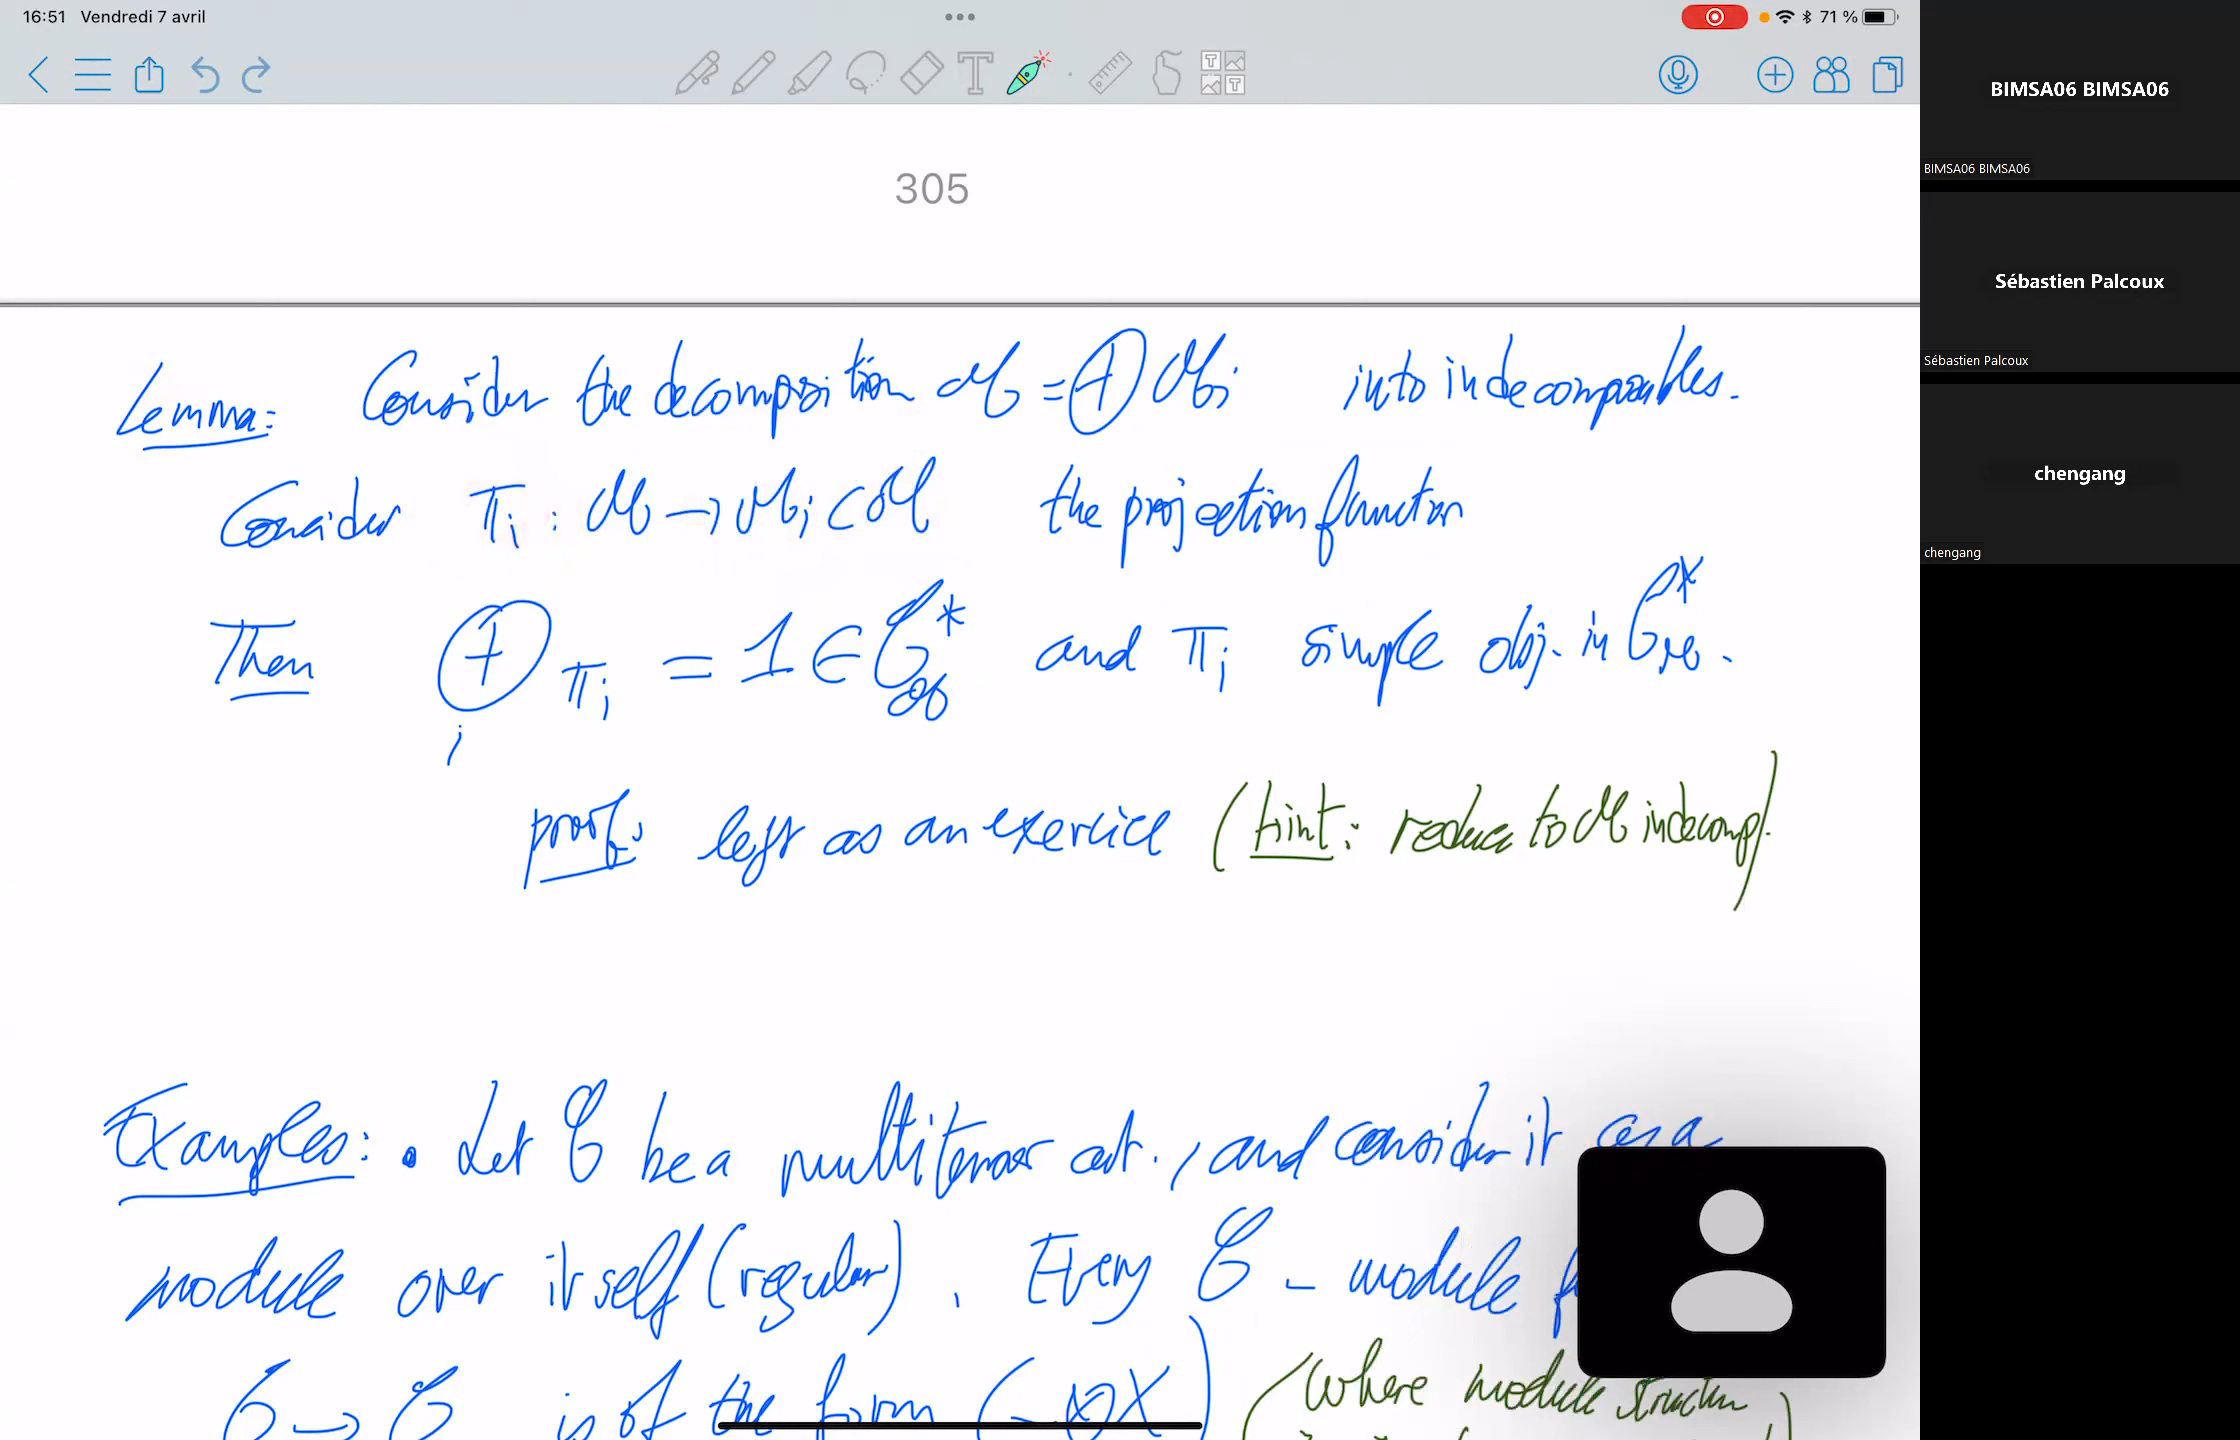 16:51 Vendredi 7 avril
71 %
BIMSA06 BIMSA06
BIMSA06 BIMSA06
Sébastien Palcoux
Sébastien Palcoux
chengang
chengang
305
Lemma: Consider the decomposition M = ⊕ Mi into indecomposables.
Consider πi : M → Mi ⊂ M the projection functor
Then ⊕ πi = 1 ∈ C*M and πi simple obj. in C*M.
i
proof: left as an exercice (hint: reduce to M indecomp)
Examples: • Let C be a multitensor cat., and consider it as a
module over itself (regular). Every C - module
C → C is of the form (- ⊗ X) (where module structure